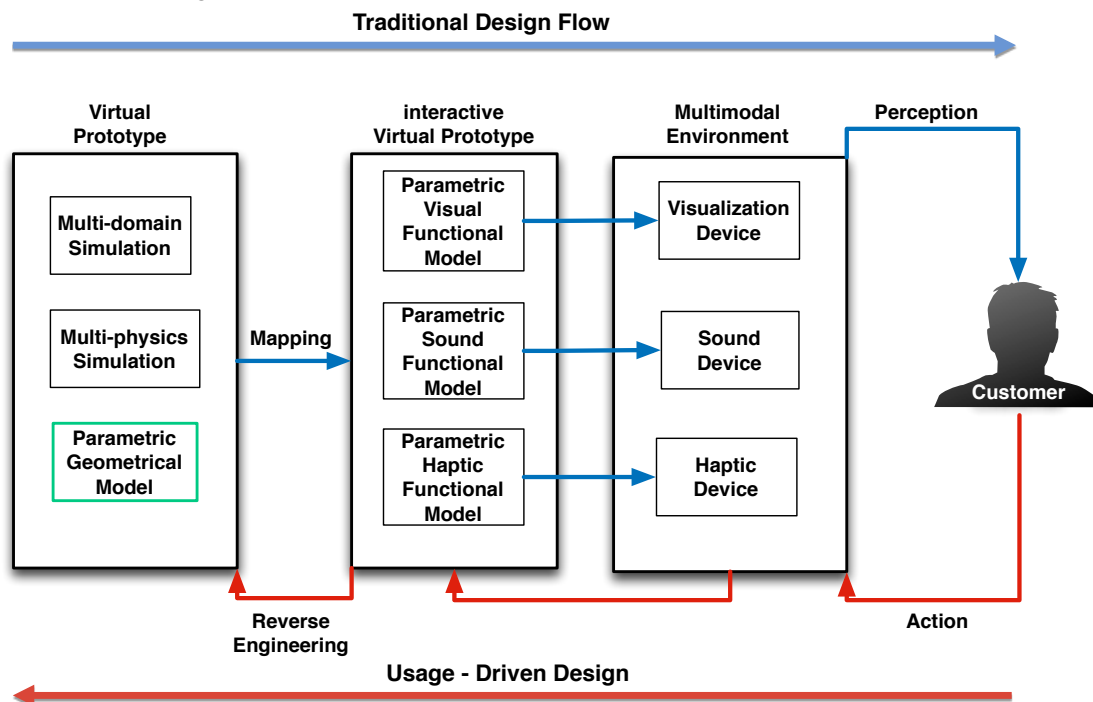 Traditional Design Flow
Virtual
Prototype
interactive
Virtual Prototype
Multimodal
Environment
Perception
Multi-domain
Simulation
Multi-physics
Simulation
Parametric
Geometrical
Model
Mapping
Parametric
Visual
Functional
Model
Parametric
Sound
Functional
Model
Parametric
Haptic
Functional
Model
Visualization
Device
Sound
Device
Haptic
Device
Customer
Reverse
Engineering
Action
Usage - Driven Design